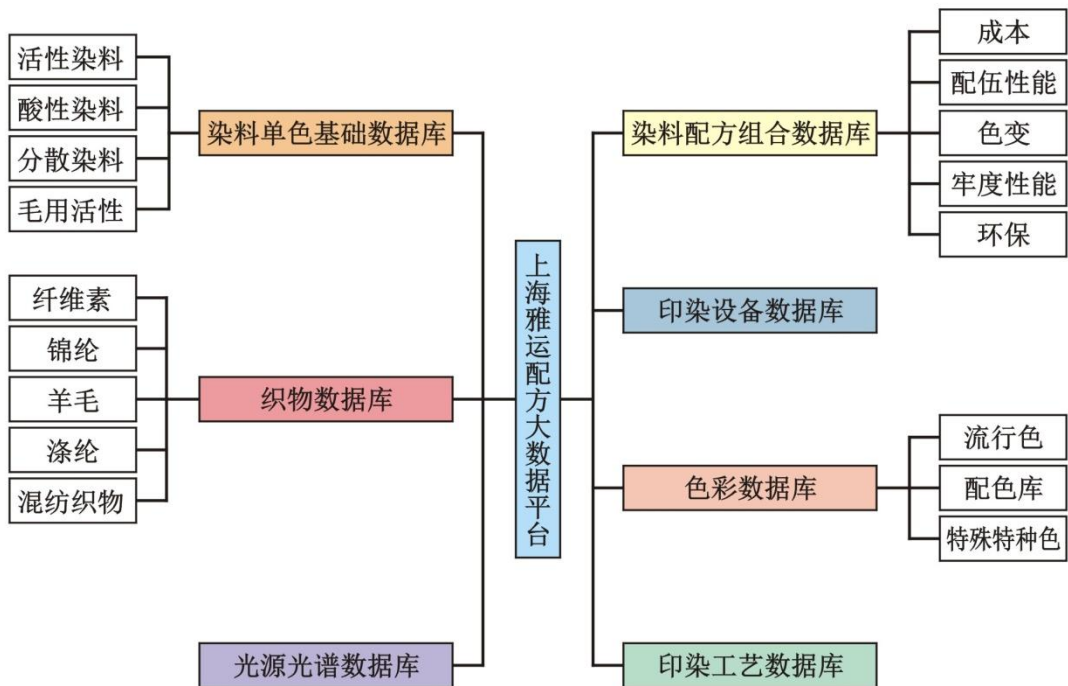 活性染料
酸性染料
分散染料
毛用活性
染料单色基础数据库
纤维素
锦纶
羊毛
涤纶
混纺织物
织物数据库
光源光谱数据库
上海雅运配方大数据平台
染料配方组合数据库
成本
配伍性能
色变
牢度性能
环保
印染设备数据库
色彩数据库
流行色
配色库
特殊特种色
印染工艺数据库